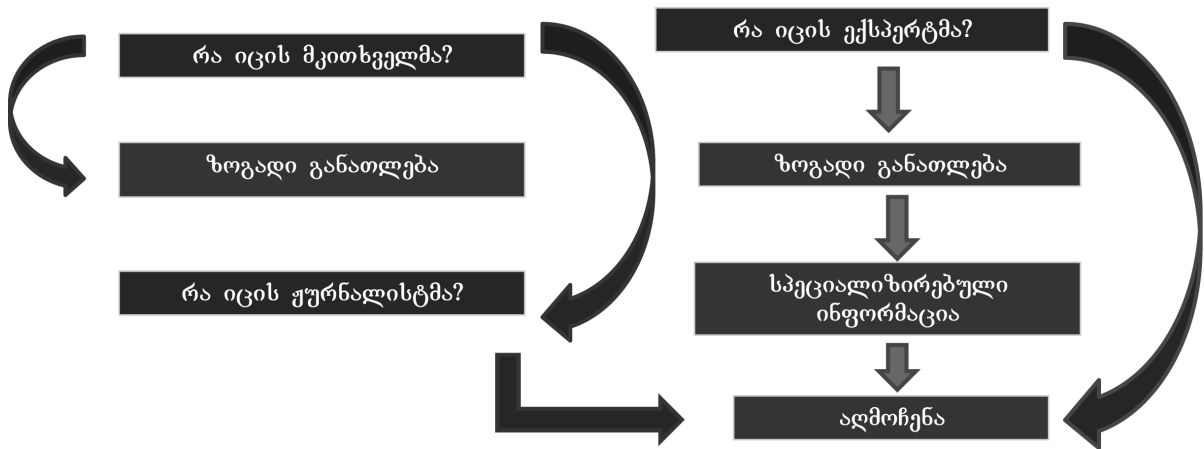 რა იცის მკითხველმა?
ზოგადი განათლება
რა იცის ჟურნალისტმა?
რა იცის ექსპერტმა?
ზოგადი განათლება
სპეციალიზირებული
ინფორმაცია
აღმოჩენა